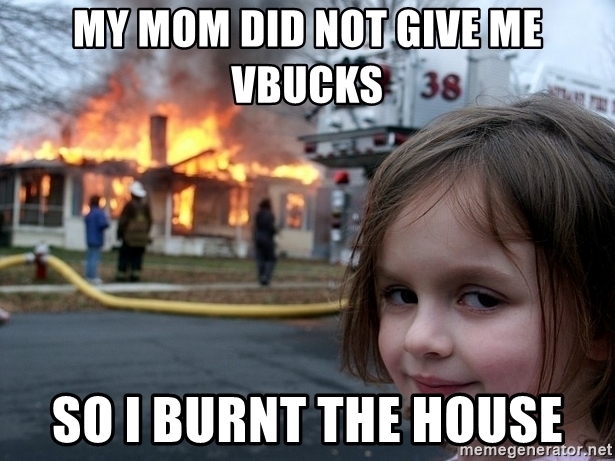 MY MOM DID NOT GIVE ME
VBUCKS
38
SO I BURNT THE HOUSE
memegenerator.net